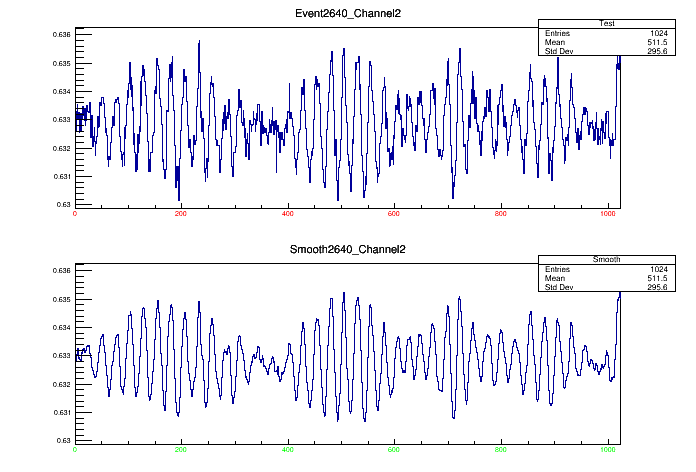 Event2640_Channel2
Test
Entries 1024
Mean 511.5
Std Dev 295.6
0.636
0.635
0.634
0.633
0.632
0.631
0.63
0 200 400 600 800 1000
Smooth2640_Channel2
Smooth
Entries 1024
Mean 511.5
Std Dev 295.6
0.636
0.635
0.634
0.633
0.632
0.631
0.63
0 200 400 600 800 1000